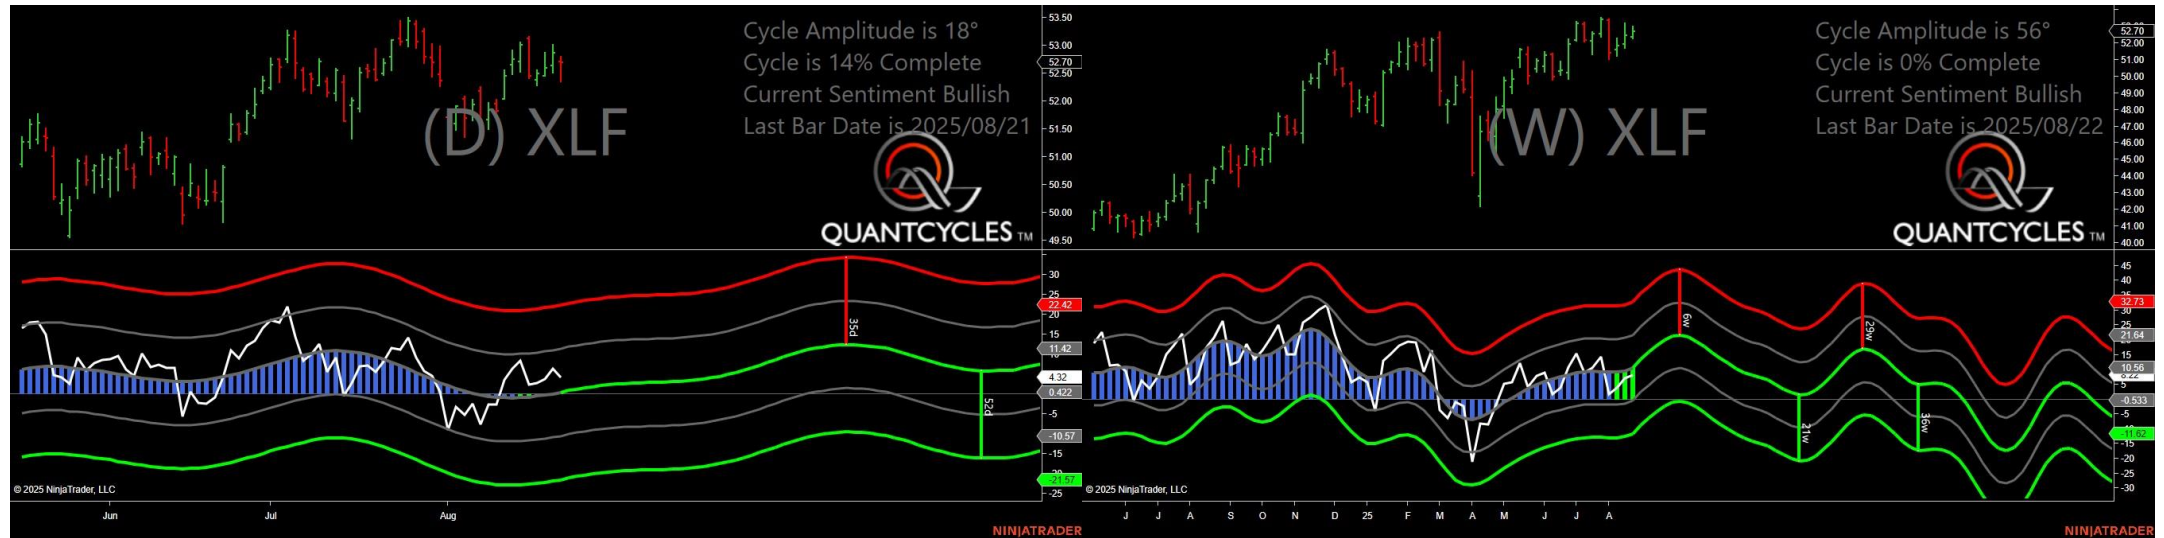 Cycle Amplitude is 18°
Cycle is 14% Complete
Current Sentiment Bullish
Last Bar Date is 2025/08/21
(D) XLF
QUANTCYCLES TM
53.50
53.00
52.70
52.50
52.00
51.50
51.00
50.50
50.00
49.50
35d
52d
30
25
22.42
20
15
11.42
4.32
0.422
-5
-10.57
-15
-21.57
-25
© 2025 NinjaTrader, LLC
Jun
Jul
Aug
NINJATRADER
Cycle Amplitude is 56°
Cycle is 0% Complete
Current Sentiment Bullish
Last Bar Date is 2025/08/22
(W) XLF
QUANTCYCLES TM
52.70
52.00
51.00
50.00
49.00
48.00
47.00
46.00
45.00
44.00
43.00
42.00
41.00
40.00
6w
21w
29w
36w
45
40
32.73
30
25
21.64
15
10.56
5
-0.533
-5
-11.62
-15
-20
-25
-30
© 2025 NinjaTrader, LLC
J J A S O N D 25 F M A M J J A
NINJATRADER